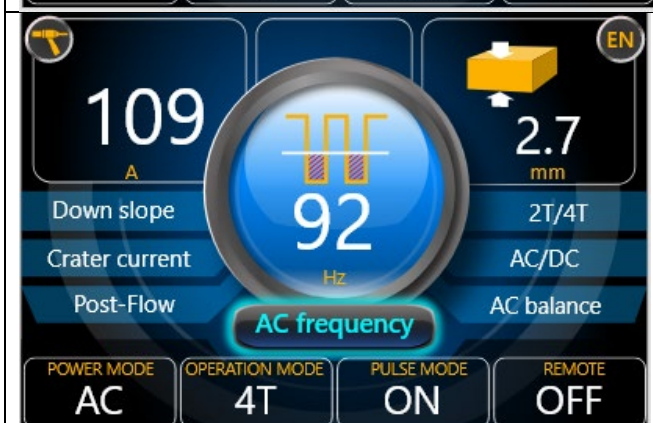 EN
109
A
2.7
mm
92
Hz
Down slope
2T/4T
Crater current
AC/DC
Post-Flow
AC balance
AC frequency
POWER MODE
OPERATION MODE
PULSE MODE
REMOTE
AC
4T
ON
OFF